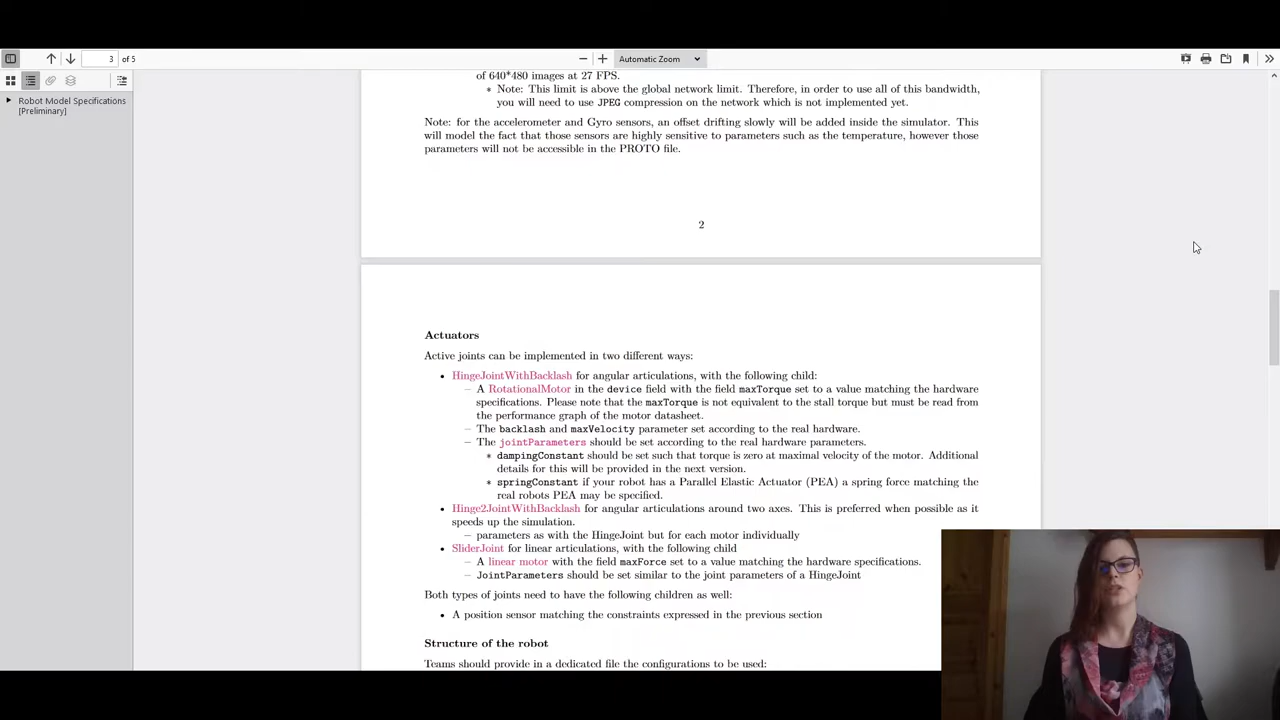 3 of 5
Automatic Zoom
Robot Model Specifications
[Preliminary]
of 640*480 images at 27 FPS.
* Note: This limit is above the global network limit. Therefore, in order to use all of this bandwidth,
you will need to use JPEG compression on the network which is not implemented yet.
Note: for the accelerometer and Gyro sensors, an offset drifting slowly will be added inside the simulator. This
will model the fact that those sensors are highly sensitive to parameters such as the temperature, however those
parameters will not be accessible in the PROTO file.
2
Actuators
Active joints can be implemented in two different ways:
• HingeJointWithBacklash for angular articulations, with the following child:
– A RotationalMotor in the device field with the field maxTorque set to a value matching the hardware
specifications. Please note that the maxTorque is not equivalent to the stall torque but must be read from
the performance graph of the motor datasheet.
– The backlash and maxVelocity parameter set according to the real hardware.
– The jointParameters should be set according to the real hardware parameters.
* dampingConstant should be set such that torque is zero at maximal velocity of the motor. Additional
details for this will be provided in the next version.
* springConstant if your robot has a Parallel Elastic Actuator (PEA) a spring force matching the
real robots PEA may be specified.
• Hinge2JointWithBacklash for angular articulations around two axes. This is preferred when possible as it
speeds up the simulation.
– parameters as with the HingeJoint but for each motor individually
• SliderJoint for linear articulations, with the following child
– A linear motor with the field maxForce set to a value matching the hardware specifications.
– JointParameters should be set similar to the joint parameters of a HingeJoint
Both types of joints need to have the following children as well:
• A position sensor matching the constraints expressed in the previous section
Structure of the robot
Teams should provide in a dedicated file the configurations to be used: